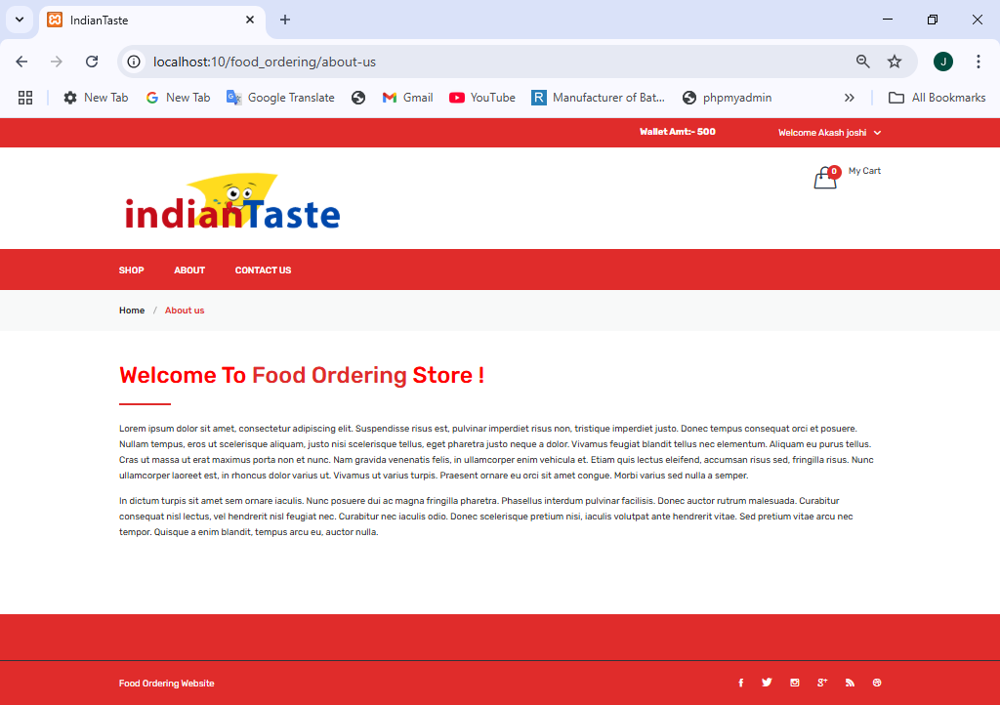 IndianTaste
localhost:10/food_ordering/about-us
J
New Tab
New Tab
Google Translate
Gmail
YouTube
R
Manufacturer of Bat...
phpmyadmin
All Bookmarks
Wallet Amt:- 500
Welcome Akash joshi
indianTaste
0
My Cart
SHOP
ABOUT
CONTACT US
Home / About us
Welcome To Food Ordering Store !
Lorem ipsum dolor sit amet, consectetur adipiscing elit. Suspendisse risus est, pulvinar imperdiet risus non, tristique imperdiet justo. Donec tempus consequat orci et posuere.
Nullam tempus, eros ut scelerisque aliquam, justo nisi scelerisque tellus, eget pharetra justo neque a dolor. Vivamus feugiat blandit tellus nec elementum. Aliquam eu purus tellus.
Cras ut massa ut erat maximus porta non et nunc. Nam gravida venenatis felis, in ullamcorper enim vehicula et. Etiam quis lectus eleifend, accumsan risus sed, fringilla risus. Nunc
ullamcorper laoreet est, in rhoncus dolor varius ut. Vivamus ut varius turpis. Praesent ornare eu orci sit amet congue. Morbi varius sed nulla a semper.
In dictum turpis sit amet sem ornare iaculis. Nunc posuere dui ac magna fringilla pharetra. Phasellus interdum pulvinar facilisis. Donec auctor rutrum malesuada. Curabitur
consequat nisl lectus, vel hendrerit nisl feugiat nec. Curabitur nec iaculis odio. Donec scelerisque pretium nisi, iaculis volutpat ante hendrerit vitae. Sed pretium vitae arcu nec
tempor. Quisque a enim blandit, tempus arcu eu, auctor nulla.
Food Ordering Website